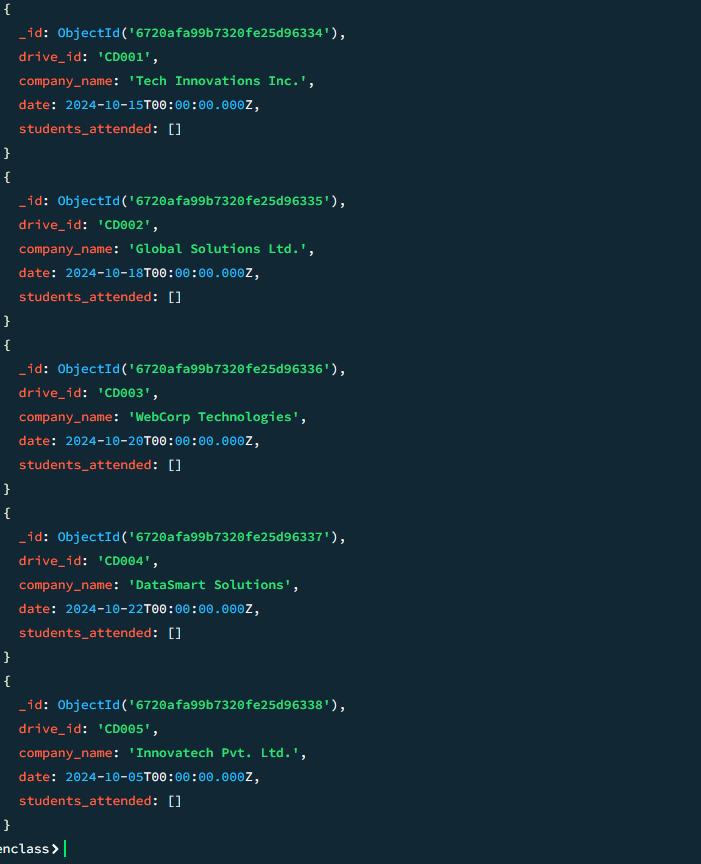 {
_id: ObjectId('6720afa99b7320fe25d96334'),
drive_id: 'CD001',
company_name: 'Tech Innovations Inc.',
date: 2024-10-15T00:00:00.000Z,
students_attended: []
}
{
_id: ObjectId('6720afa99b7320fe25d96335'),
drive_id: 'CD002',
company_name: 'Global Solutions Ltd.',
date: 2024-10-18T00:00:00.000Z,
students_attended: []
}
{
_id: ObjectId('6720afa99b7320fe25d96336'),
drive_id: 'CD003',
company_name: 'WebCorp Technologies',
date: 2024-10-20T00:00:00.000Z,
students_attended: []
}
{
_id: ObjectId('6720afa99b7320fe25d96337'),
drive_id: 'CD004',
company_name: 'DataSmart Solutions',
date: 2024-10-22T00:00:00.000Z,
students_attended: []
}
{
_id: ObjectId('6720afa99b7320fe25d96338'),
drive_id: 'CD005',
company_name: 'Innovatech Pvt. Ltd.',
date: 2024-10-05T00:00:00.000Z,
students_attended: []
}
enclass>